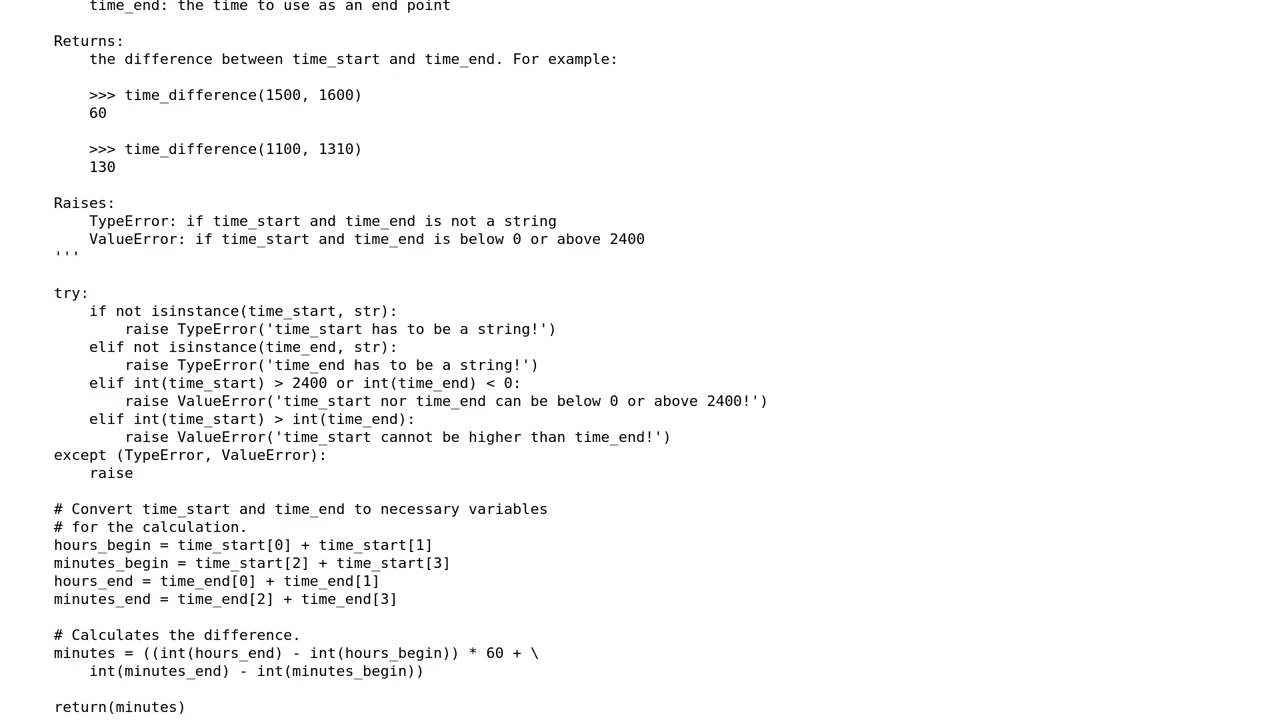 time_end: the time to use as an end point
Returns:
the difference between time_start and time_end. For example:
>>> time_difference(1500, 1600)
60
>>> time_difference(1100, 1310)
130
Raises:
TypeError: if time_start and time_end is not a string
ValueError: if time_start and time_end is below 0 or above 2400
'''
try:
if not isinstance(time_start, str):
raise TypeError('time_start has to be a string!')
elif not isinstance(time_end, str):
raise TypeError('time_end has to be a string!')
elif int(time_start) > 2400 or int(time_end) < 0:
raise ValueError('time_start nor time_end can be below 0 or above 2400!')
elif int(time_start) > int(time_end):
raise ValueError('time_start cannot be higher than time_end!')
except (TypeError, ValueError):
raise
# Convert time_start and time_end to necessary variables
# for the calculation.
hours_begin = time_start[0] + time_start[1]
minutes_begin = time_start[2] + time_start[3]
hours_end = time_end[0] + time_end[1]
minutes_end = time_end[2] + time_end[3]
# Calculates the difference.
minutes = ((int(hours_end) - int(hours_begin)) * 60 + \
int(minutes_end) - int(minutes_begin))
return(minutes)